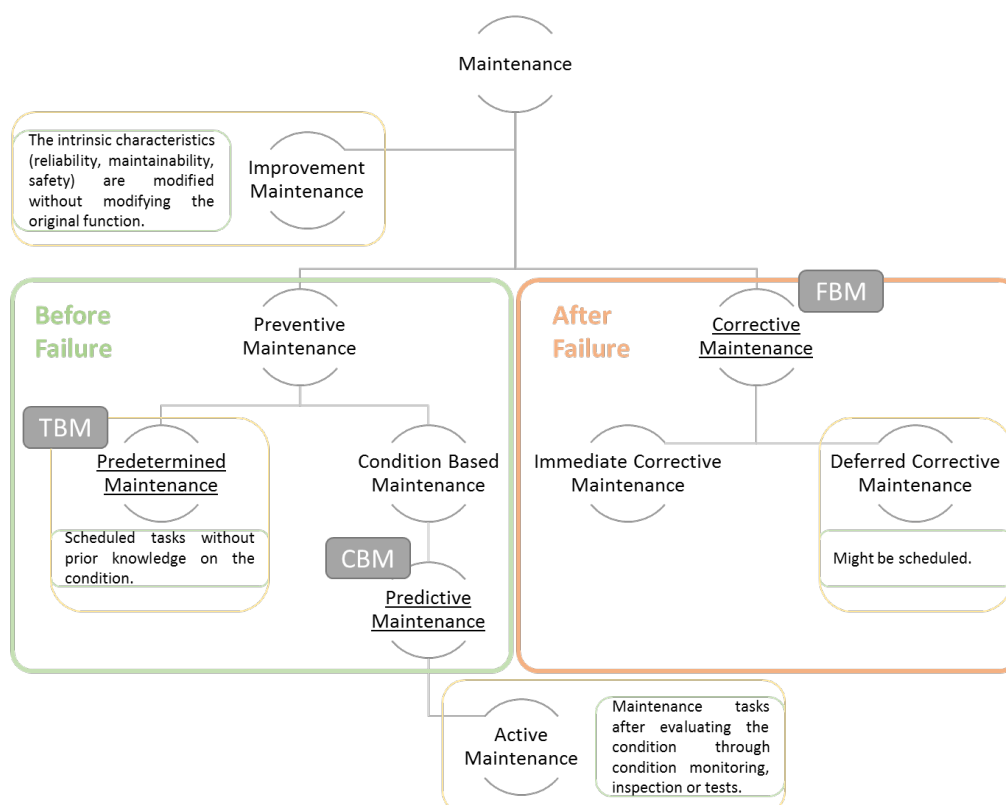 Maintenance
The intrinsic characteristics
(reliability, maintainability,
safety) are modified
without modifying the
original function.
Improvement
Maintenance
Before
Failure
Preventive
Maintenance
After
Failure
FBM
Corrective
Maintenance
TBM
Predetermined
Maintenance
Scheduled tasks without
prior knowledge on the
condition.
Condition Based
Maintenance
CBM
Predictive
Maintenance
Immediate Corrective
Maintenance
Deferred Corrective
Maintenance
Might be scheduled.
Active
Maintenance
Maintenance tasks
after evaluating the
condition through
condition monitoring,
inspection or tests.